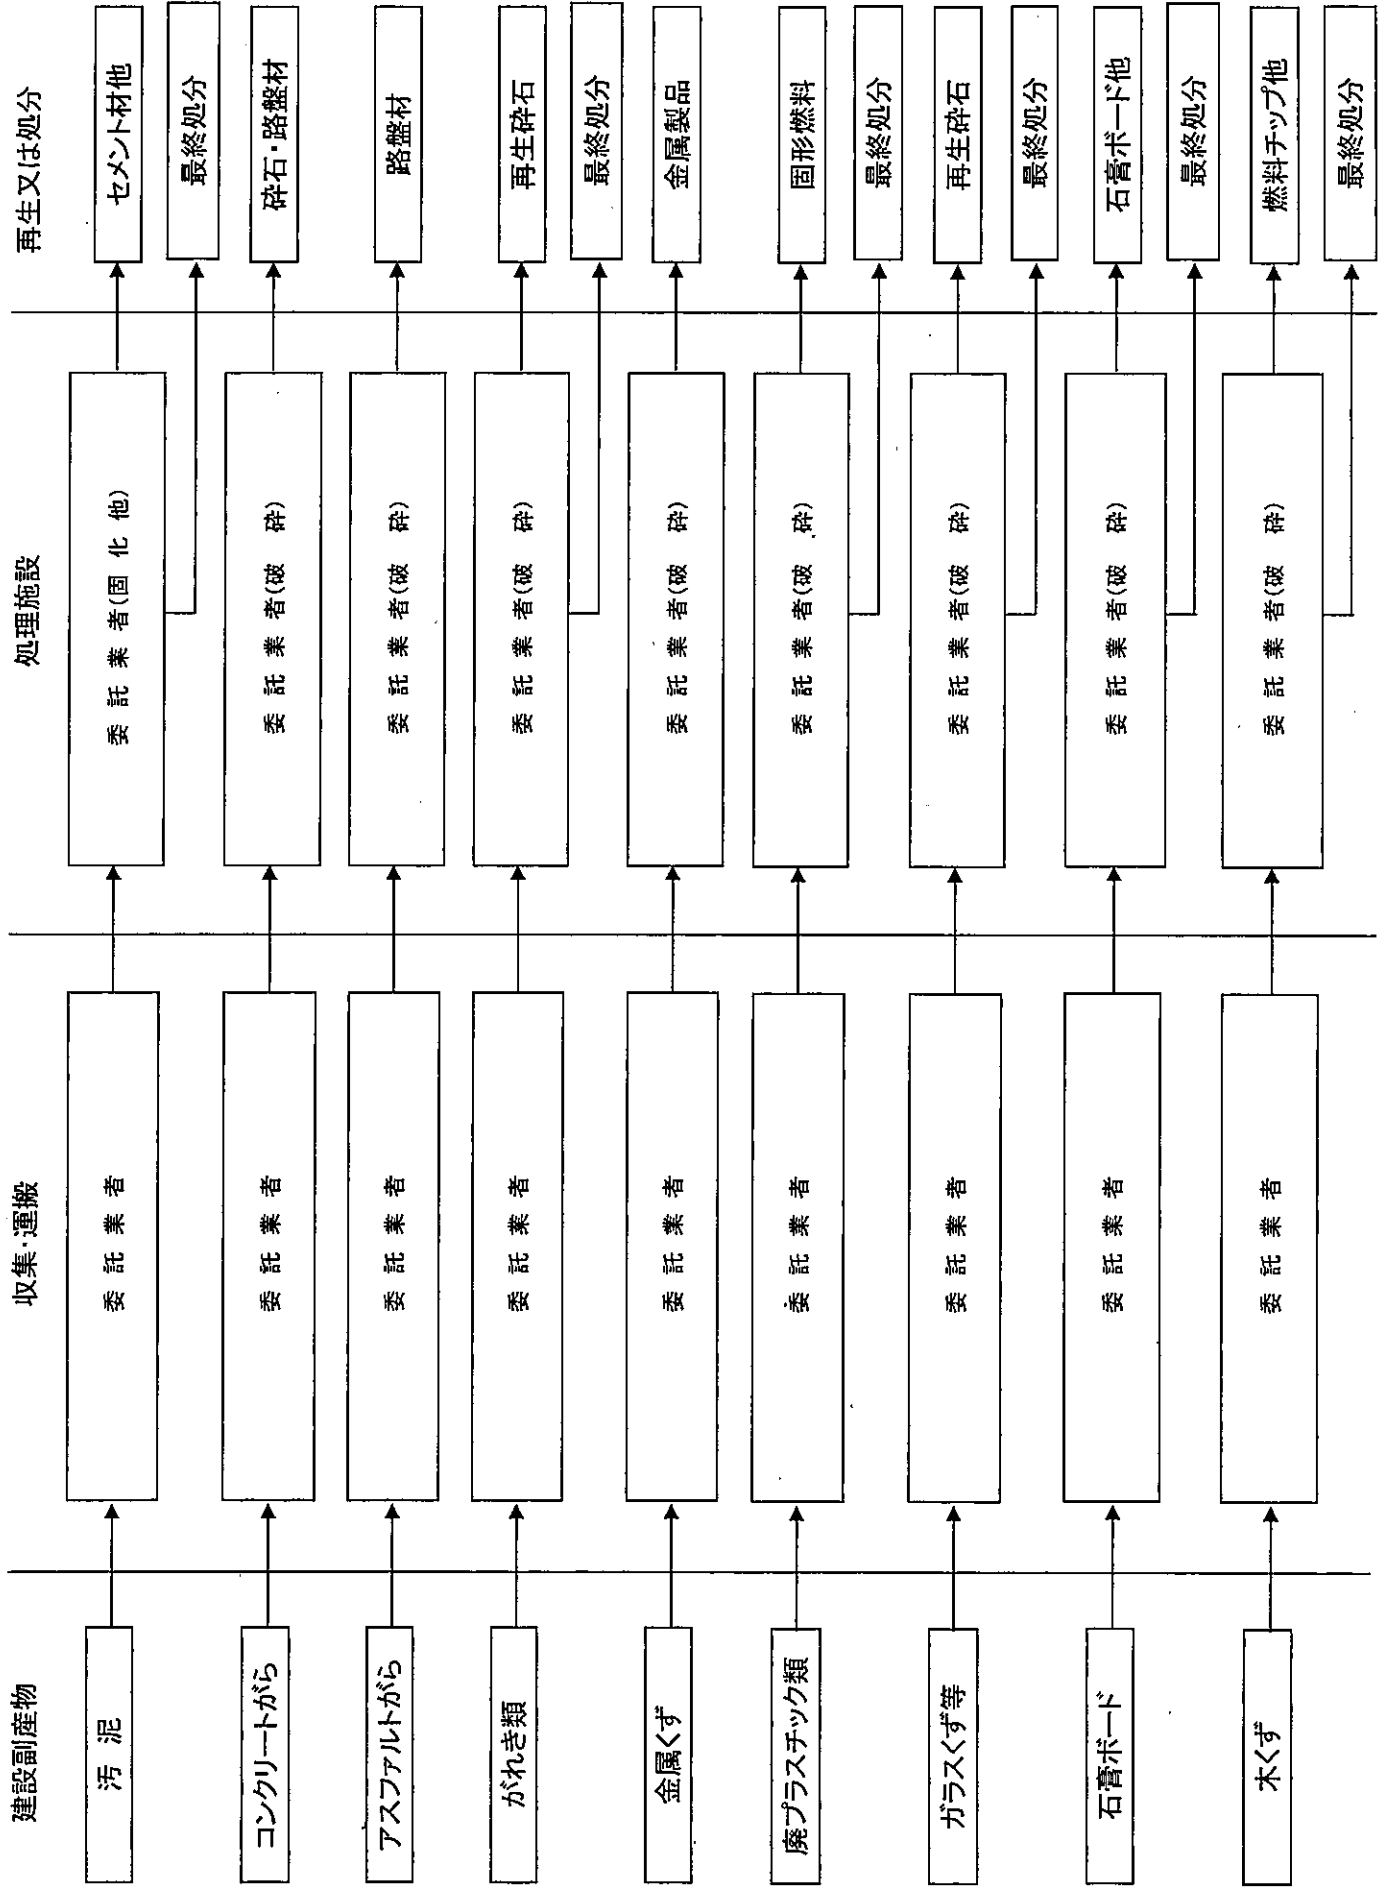 建設副産物 収集・運搬 処理施設 再生又は処分
汚 泥 委 託 業 者 委 託 業 者(固 化 他) セメント材他
最終処分
コンクリートがら 委 託 業 者 委 託 業 者(破 砕) 砕石・路盤材
アスファルトがら 委 託 業 者 委 託 業 者(破 砕) 路盤材
がれき類 委 託 業 者 委 託 業 者(破 砕) 再生砕石
最終処分
金属くず 委 託 業 者 委 託 業 者(破 砕) 金属製品
廃プラスチック類 委 託 業 者 委 託 業 者(破 砕) 固形燃料
最終処分
ガラスくず等 委 託 業 者 委 託 業 者(破 砕) 再生砕石
最終処分
石膏ボード 委 託 業 者 委 託 業 者(破 砕) 石膏ボード他
最終処分
木くず 委 託 業 者 委 託 業 者(破 砕) 燃料チップ他
最終処分